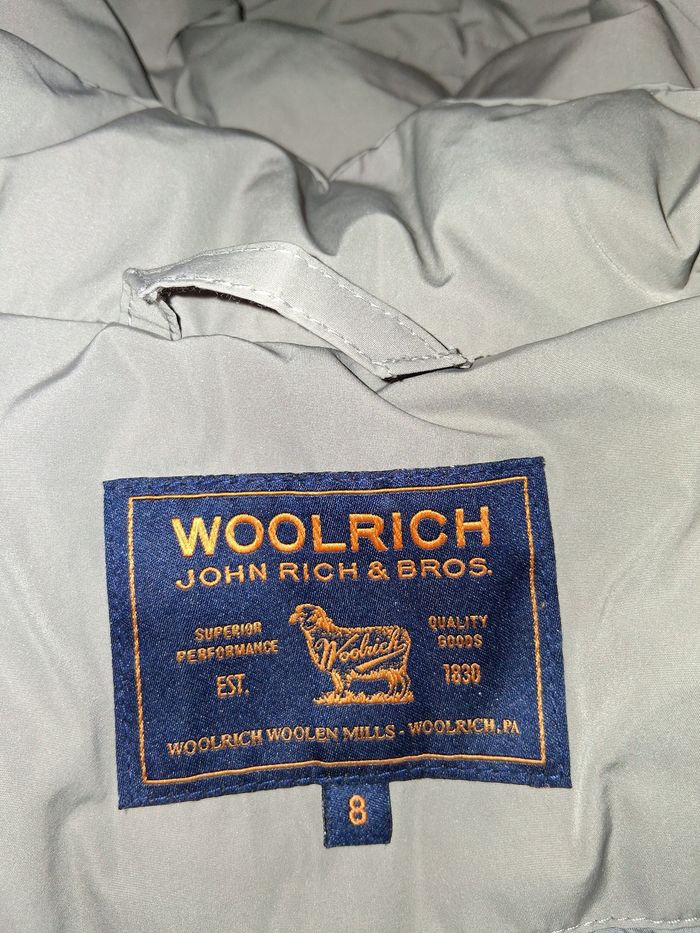 WOOLRICH
JOHN RICH & BROS.
SUPERIOR
PERFORMANCE
EST.
Woolrich
QUALITY
GOODS
1830
WOOLRICH WOOLEN MILLS - WOOLRICH, PA
8